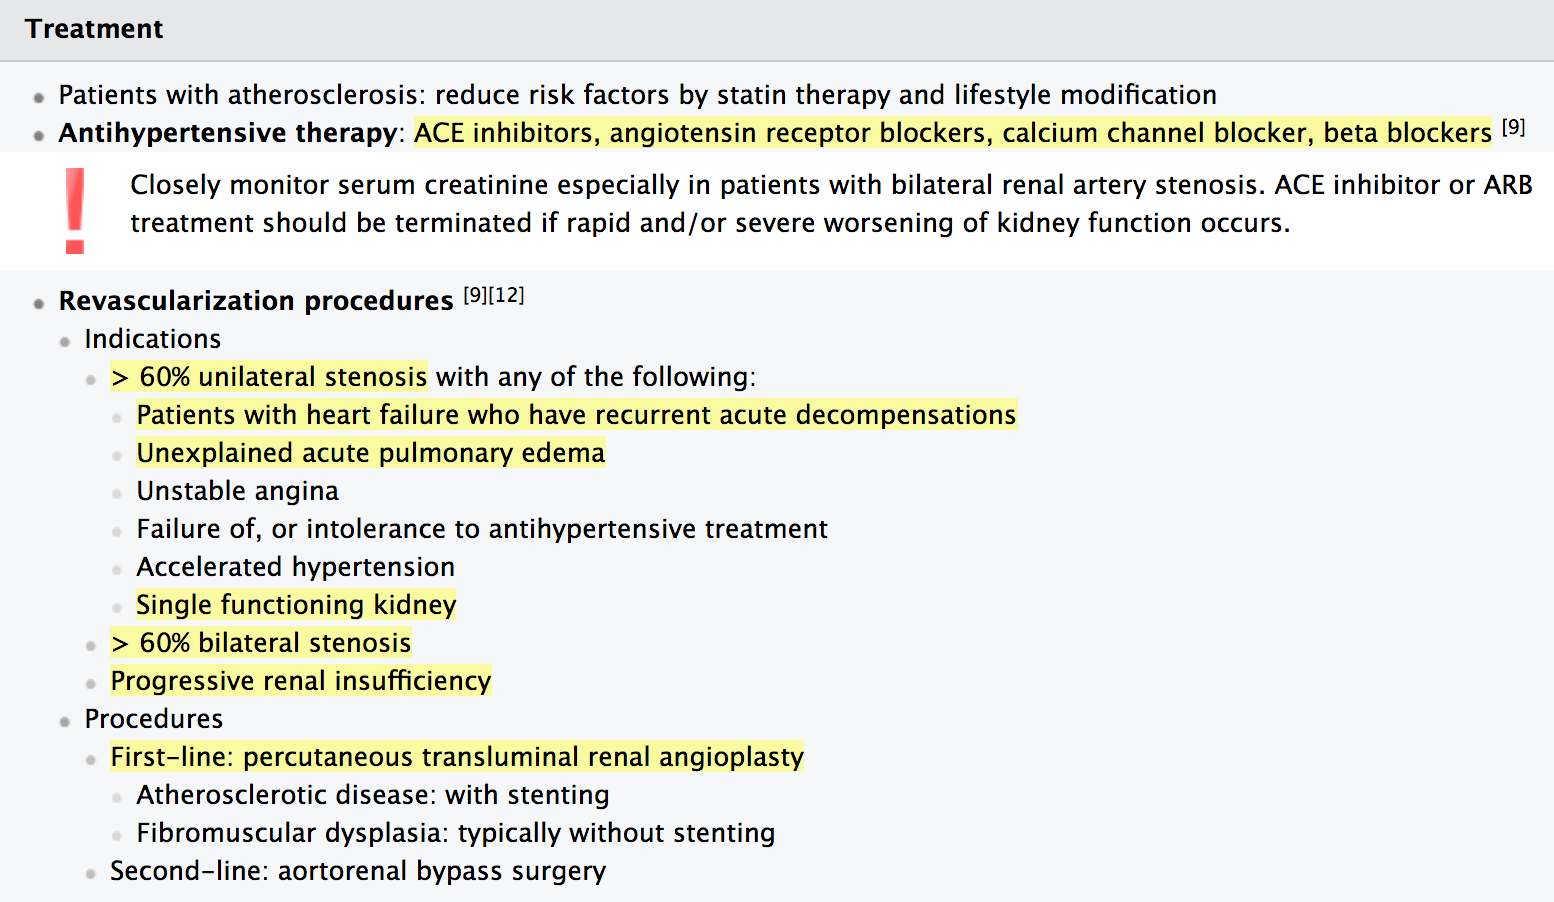 Treatment
Patients with atherosclerosis: reduce risk factors by statin therapy and lifestyle modification
Antihypertensive therapy: ACE inhibitors, angiotensin receptor blockers, calcium channel blocker, beta blockers [9]
Closely monitor serum creatinine especially in patients with bilateral renal artery stenosis. ACE inhibitor or ARB
treatment should be terminated if rapid and/or severe worsening of kidney function occurs.
Revascularization procedures [9][12]
Indications
> 60% unilateral stenosis with any of the following:
Patients with heart failure who have recurrent acute decompensations
Unexplained acute pulmonary edema
Unstable angina
Failure of, or intolerance to antihypertensive treatment
Accelerated hypertension
Single functioning kidney
> 60% bilateral stenosis
Progressive renal insufficiency
Procedures
First-line: percutaneous transluminal renal angioplasty
Atherosclerotic disease: with stenting
Fibromuscular dysplasia: typically without stenting
Second-line: aortorenal bypass surgery